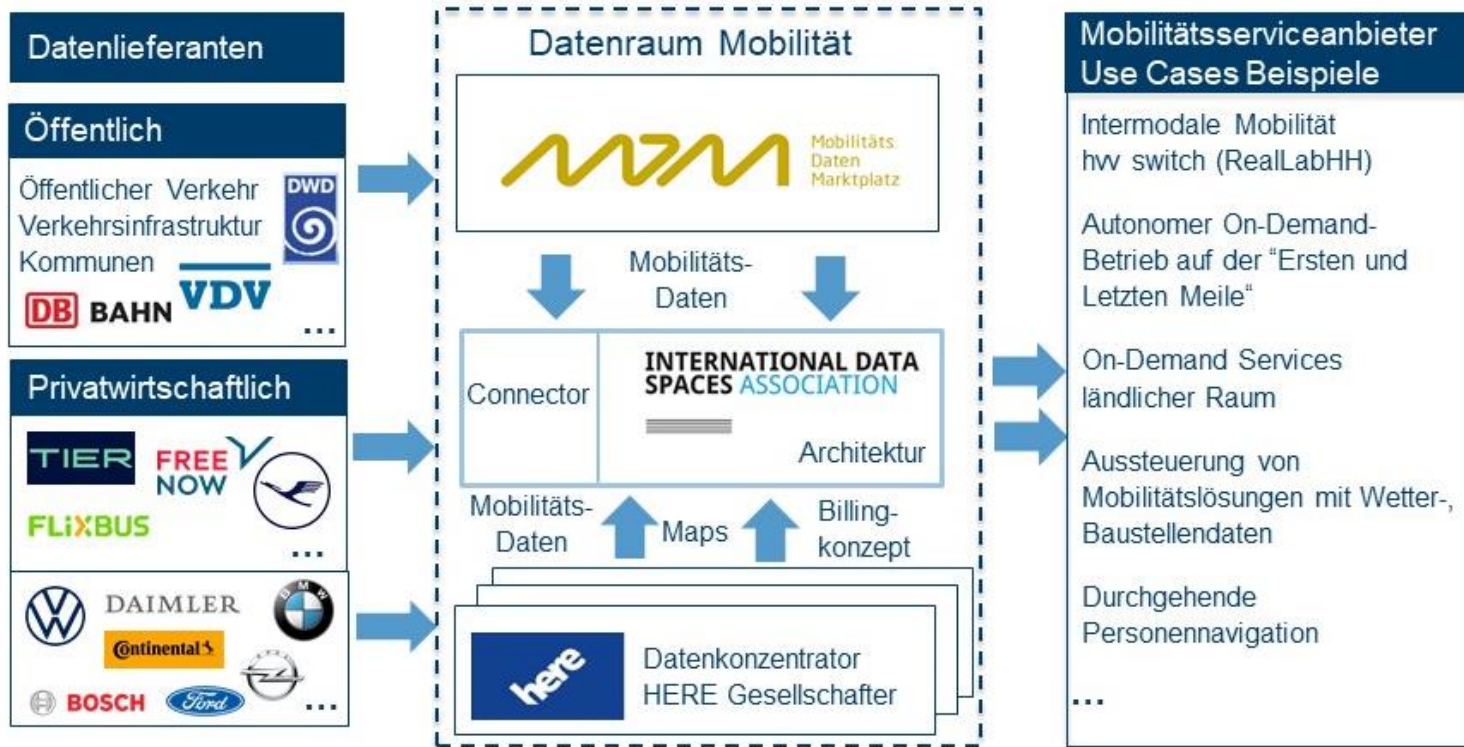 Datenlieferanten
Öffentlich
Öffentlicher Verkehr
Verkehrsinfrastruktur
Kommunen
DWD
VDV
DB BAHN
...
Privatwirtschaftlich
TIER
FREE
NOW
FLiXBUS
...
DAIMLER
BMW
Continental
BOSCH
Ford
...
Datenraum Mobilität
Mobilitäts
Daten
Marktplatz
Mobilitäts-
Daten
Connector
INTERNATIONAL DATA
SPACES ASSOCIATION
Architektur
Mobilitäts-
Daten
Maps
Billing-
konzept
here
Datenkonzentrator
HERE Gesellschafter
Mobilitätsserviceanbieter
Use Cases Beispiele
Intermodale Mobilität
hvv switch (RealLabHH)
Autonomer On-Demand-
Betrieb auf der “Ersten und
Letzten Meile“
On-Demand Services
ländlicher Raum
Aussteuerung von
Mobilitätslösungen mit Wetter-,
Baustellendaten
Durchgehende
Personennavigation
...